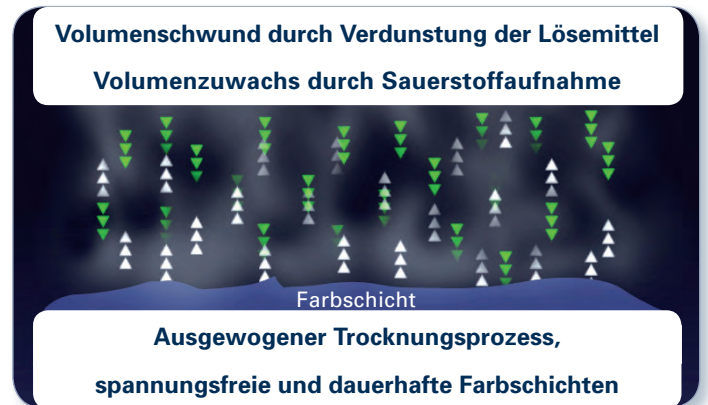 Volumenschwund durch Verdunstung der Lösemittel
Volumenzuwachs durch Sauerstoffaufnahme
Farbschicht
Ausgewogener Trocknungsprozess,
spannungsfreie und dauerhafte Farbschichten